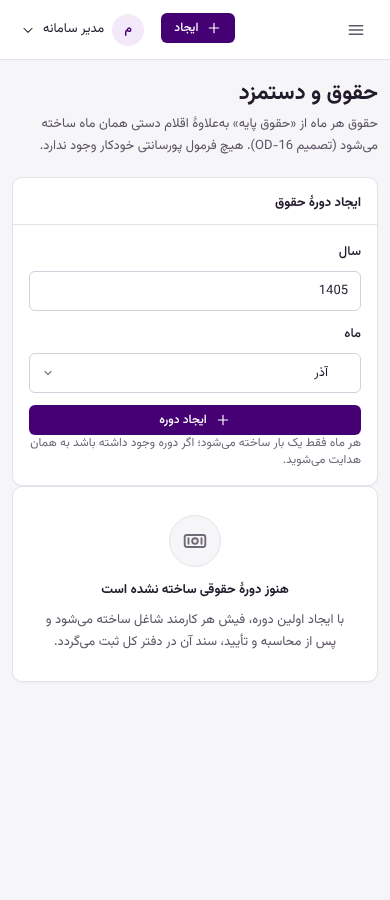 ایجاد
م
مدیر سامانه
حقوق و دستمزد
حقوق هر ماه از «حقوق پایه» به‌علاوهٔ اقلام دستی همان ماه ساخته
می‌شود (تصمیم OD-16). هیچ فرمول پورسانتی خودکار وجود ندارد.
ایجاد دورهٔ حقوق
سال
1405
ماه
آذر
ایجاد دوره
هر ماه فقط یک بار ساخته می‌شود؛ اگر دوره وجود داشته باشد به همان
هدایت می‌شوید.
هنوز دورهٔ حقوقی ساخته نشده است
با ایجاد اولین دوره، فیش هر کارمند شاغل ساخته می‌شود و
پس از محاسبه و تأیید، سند آن در دفتر کل ثبت می‌گردد.